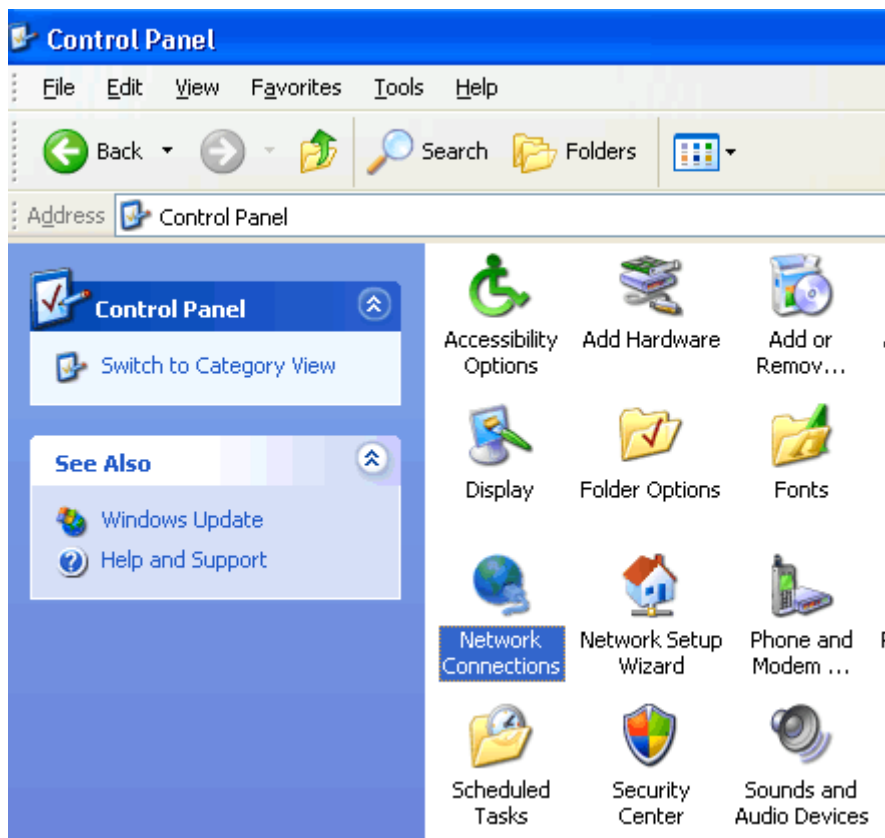 Control Panel
File Edit View Favorites Tools Help
Back Search Folders
Address Control Panel
Control Panel
Switch to Category View
See Also
Windows Update
Help and Support
Accessibility Options
Add Hardware
Add or Remov...
Display
Folder Options
Fonts
Network Connections
Network Setup Wizard
Phone and Modem ...
Scheduled Tasks
Security Center
Sounds and Audio Devices